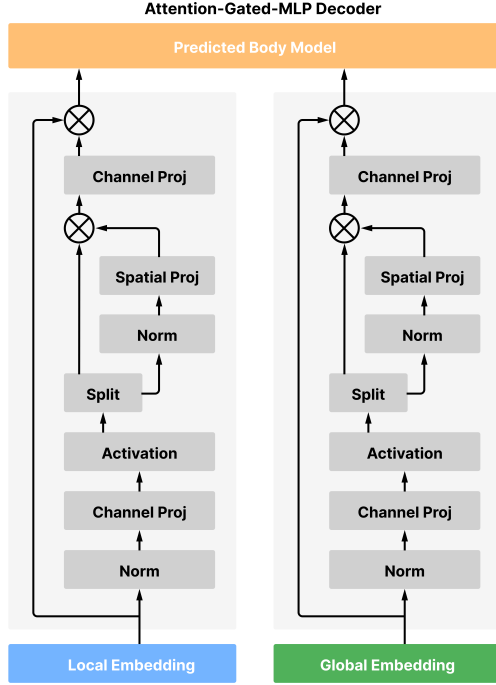 Attention-Gated-MLP Decoder
Predicted Body Model
Channel Proj
Spatial Proj
Norm
Split
Activation
Channel Proj
Norm
Local Embedding
Channel Proj
Spatial Proj
Norm
Split
Activation
Channel Proj
Norm
Global Embedding